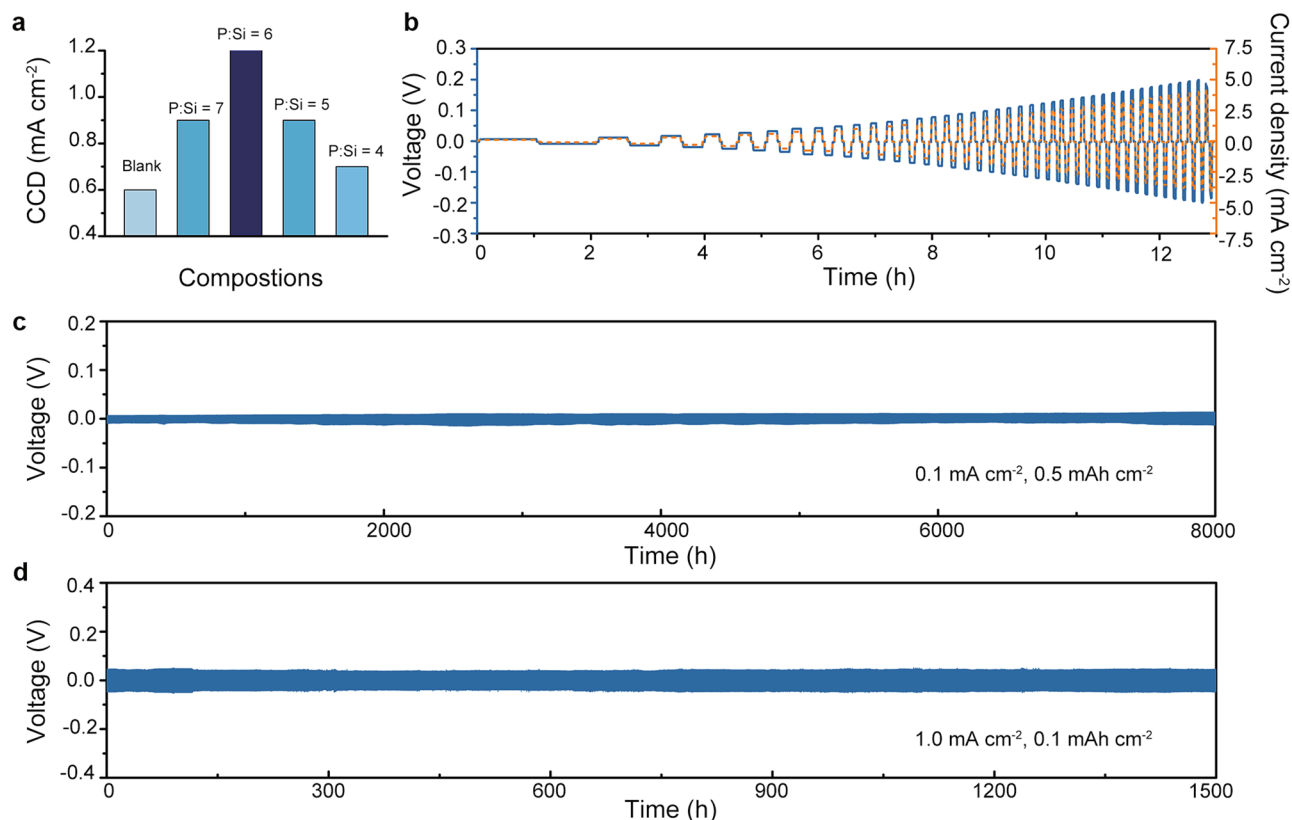 a
CCD (mA cm⁻²)
1.2
1.0
0.8
0.6
0.4
Blank
P:Si = 7
P:Si = 6
P:Si = 5
P:Si = 4
Compostions
b
Voltage (V)
0.3
0.2
0.1
0.0
-0.1
-0.2
-0.3
0 2 4 6 8 10 12
Time (h)
7.5
5.0
2.5
0.0
-2.5
-5.0
-7.5
Current density (mA cm⁻²)
c
Voltage (V)
0.2
0.1
0.0
-0.1
-0.2
0.1 mA cm⁻², 0.5 mAh cm⁻²
0 2000 4000 6000 8000
Time (h)
d
Voltage (V)
0.4
0.2
0.0
-0.2
-0.4
1.0 mA cm⁻², 0.1 mAh cm⁻²
0 300 600 900 1200 1500
Time (h)